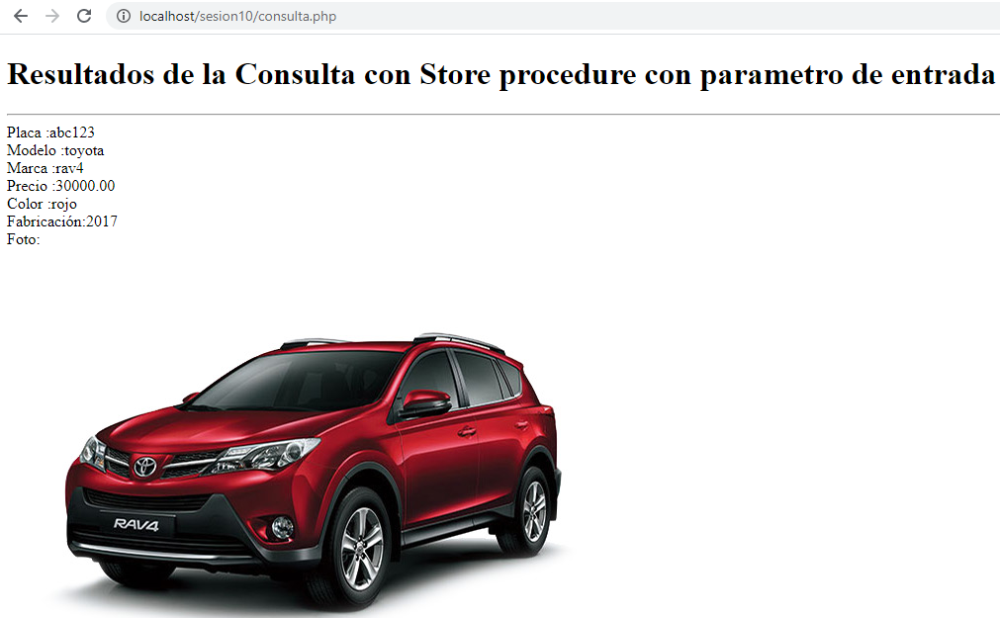 localhost/sesion10/consulta.php
Resultados de la Consulta con Store procedure con parametro de entrada
Placa :abc123
Modelo :toyota
Marca :rav4
Precio :30000.00
Color :rojo
Fabricación:2017
Foto:
RAV4